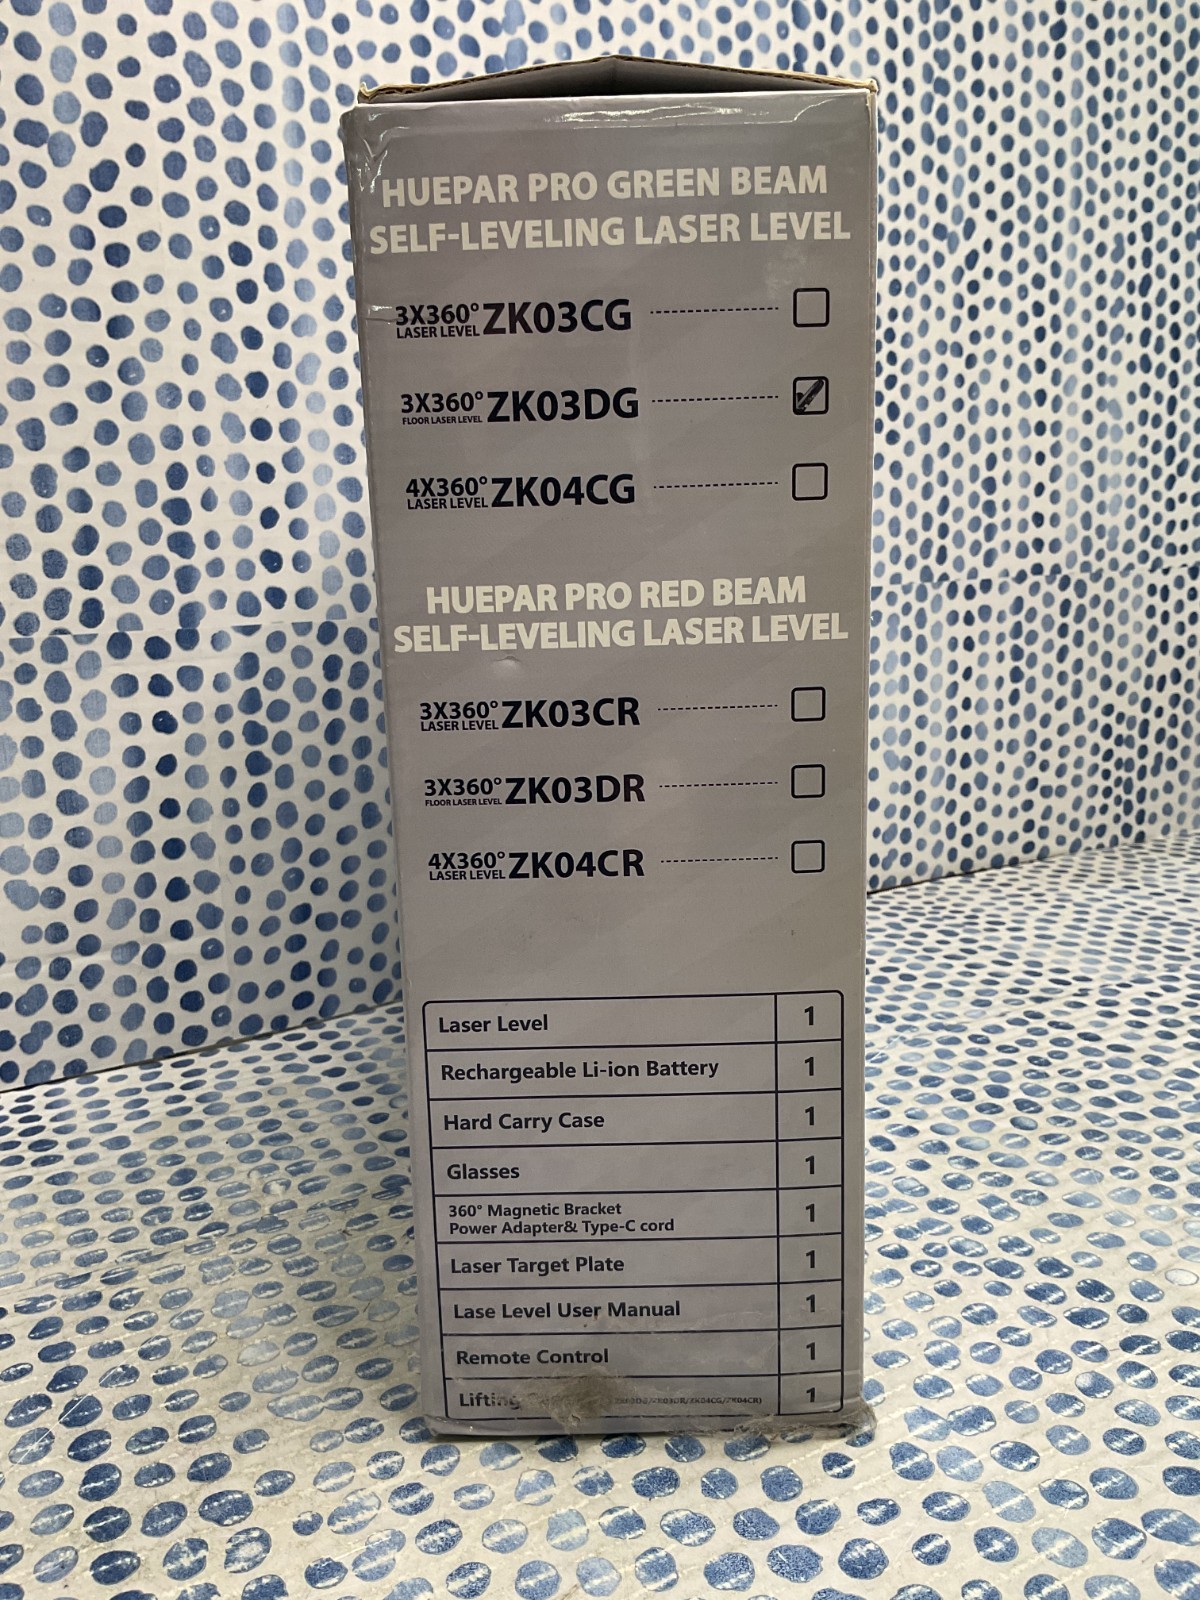 HUEPAR PRO GREEN BEAM
SELF-LEVELING LASER LEVEL
3X360° LASER LEVEL ZK03CG
3X360° FLOOR LASER LEVEL ZK03DG
4X360° LASER LEVEL ZK04CG
HUEPAR PRO RED BEAM
SELF-LEVELING LASER LEVEL
3X360° LASER LEVEL ZK03CR
3X360° FLOOR LASER LEVEL ZK03DR
4X360° LASER LEVEL ZK04CR
Laser Level 1
Rechargeable Li-ion Battery 1
Hard Carry Case 1
Glasses 1
360° Magnetic Bracket
Power Adapter& Type-C cord 1
Laser Target Plate 1
Lase Level User Manual 1
Remote Control 1
Lifting 1